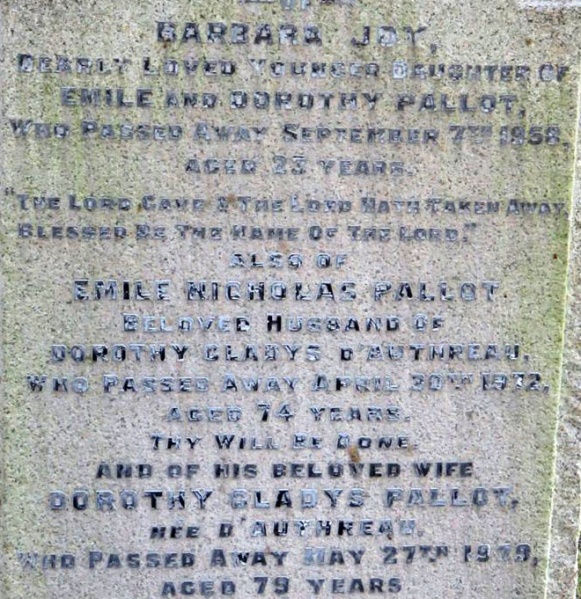 OF
BARBARA JOY,
DEARLY LOVED YOUNGER DAUGHTER OF
EMILE AND DOROTHY PALLOT,
WHO PASSED AWAY SEPTEMBER 7TH 1958,
AGED 23 YEARS.
"THE LORD GAVE & THE LORD HATH TAKEN AWAY
BLESSED BE THE NAME OF THE LORD."
ALSO OF
EMILE NICHOLAS PALLOT
BELOVED HUSBAND OF
DOROTHY GLADYS D'AUTHREAU,
WHO PASSED AWAY APRIL 30TH 1972,
AGED 74 YEARS.
THY WILL BE DONE.
AND OF HIS BELOVED WIFE
DOROTHY GLADYS PALLOT,
NEE D'AUTHREAU,
WHO PASSED AWAY MAY 27TH 1979,
AGED 79 YEARS